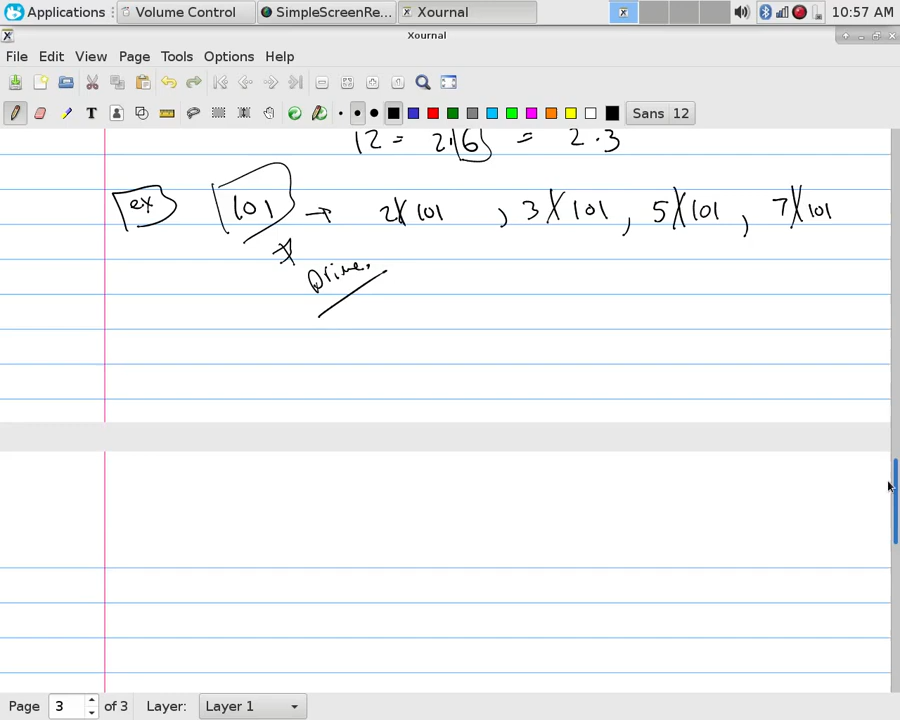 Applications Volume Control SimpleScreenRe... Xournal 10:57 AM
Xournal
File Edit View Page Tools Options Help
Sans 12
12 = 2·(6) = 2·3
ex 101 → 2∤101 , 3∤101 , 5∤101 , 7∤101
Prime.
Page 3 of 3 Layer: Layer 1